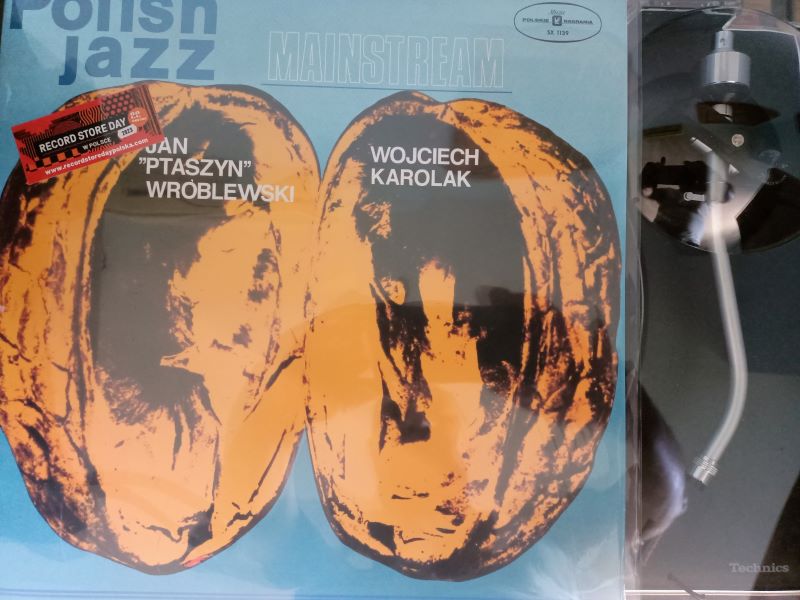 Polish
jazz
MAINSTREAM
Muza
POLSKIE NAGRANIA
SX 1139
RECORD STORE DAY
W POLSCE
2023
www.recordstoredaypolska.com
JAN
"PTASZYN"
WRÓBLEWSKI
WOJCIECH
KAROLAK
Technics